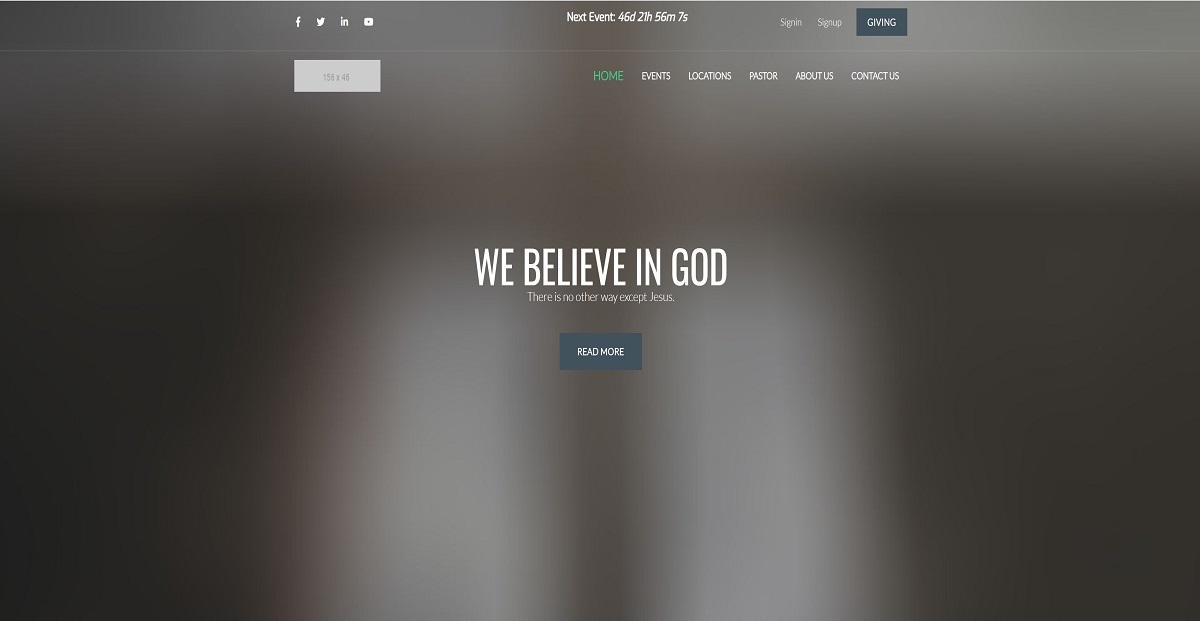 Next Event: 46d 21h 56m 7s
Signin
Signup
GIVING
156 x 46
HOME
EVENTS
LOCATIONS
PASTOR
ABOUT US
CONTACT US
WE BELIEVE IN GOD
There is no other way except Jesus.
READ MORE